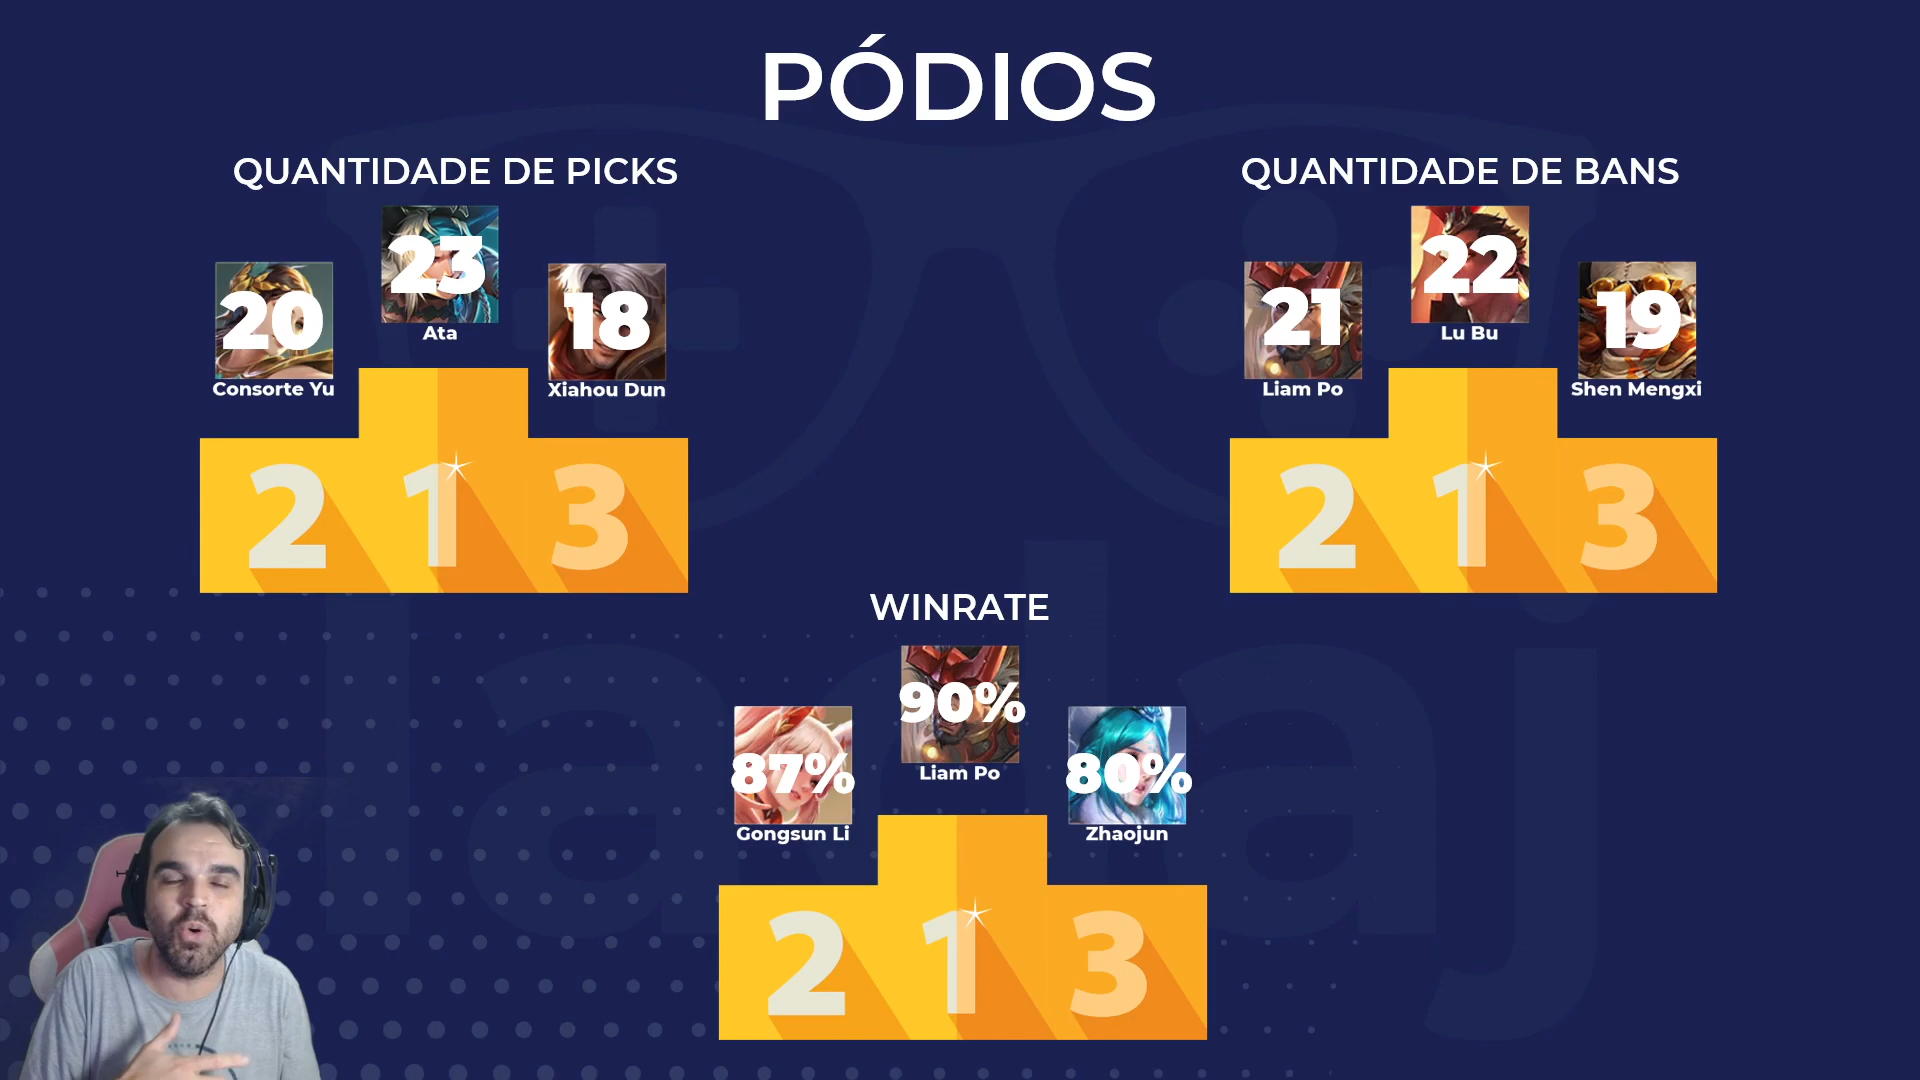 PÓDIOS
QUANTIDADE DE PICKS
20
Consorte Yu
23
Ata
18
Xiahou Dun
2 1 3
QUANTIDADE DE BANS
21
Liam Po
22
Lu Bu
19
Shen Mengxi
2 1 3
WINRATE
87%
Gongsun Li
90%
Liam Po
80%
Zhaojun
2 1 3